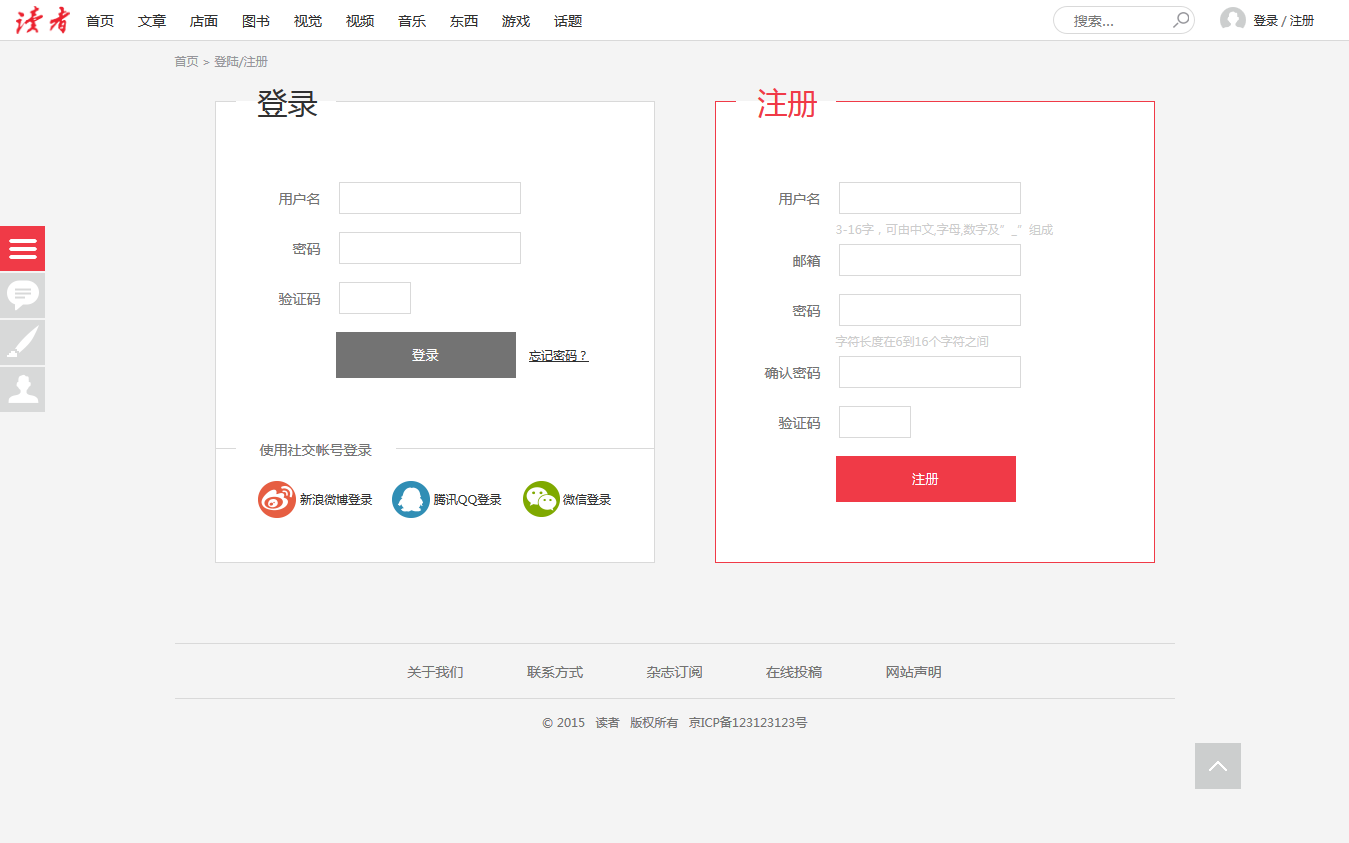 读者 首页 文章 店面 图书 视觉 视频 音乐 东西 游戏 话题 搜索... 登录 / 注册
首页 > 登陆/注册
登录
用户名
密码
验证码
登录 忘记密码？
使用社交帐号登录
新浪微博登录 腾讯QQ登录 微信登录
注册
用户名
3-16字，可由中文,字母,数字及”_”组成
邮箱
密码
字符长度在6到16个字符之间
确认密码
验证码
注册
关于我们 联系方式 杂志订阅 在线投稿 网站声明
© 2015 读者 版权所有 京ICP备123123123号